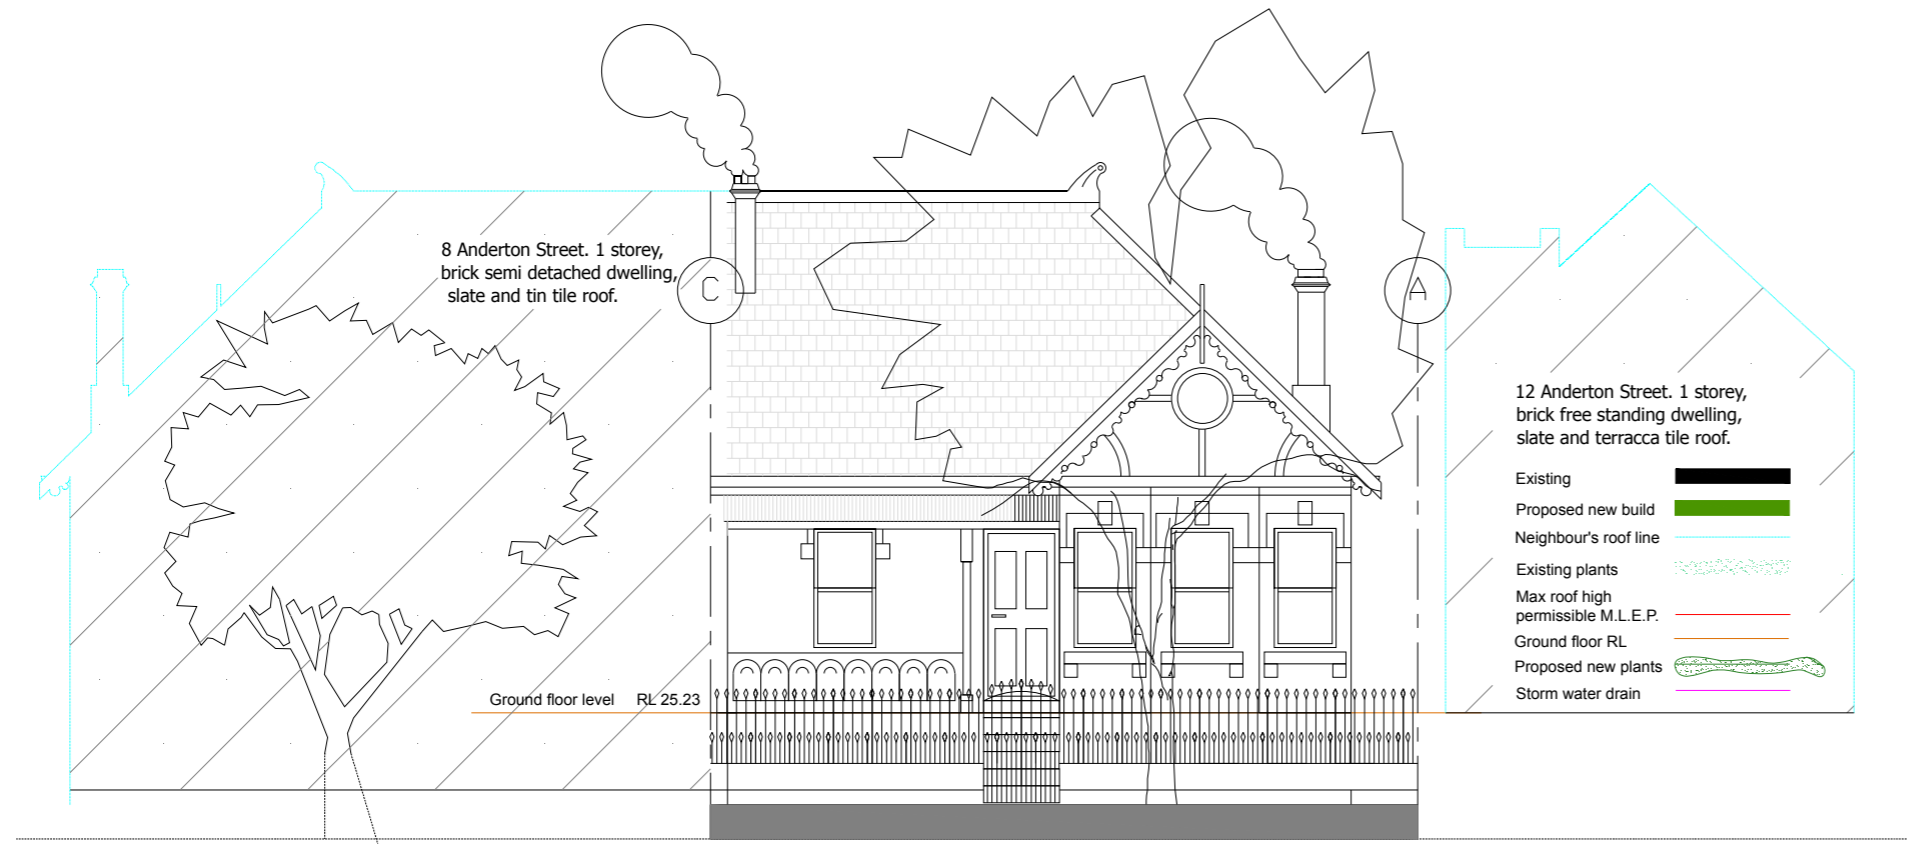 8 Anderton Street. 1 storey,
brick semi detached dwelling,
slate and tin tile roof.
C
A
12 Anderton Street. 1 storey,
brick free standing dwelling,
slate and terracca tile roof.
Existing
Proposed new build
Neighbour's roof line
Existing plants
Max roof high
permissible M.L.E.P.
Ground floor RL
Proposed new plants
Storm water drain
Ground floor level RL 25.23